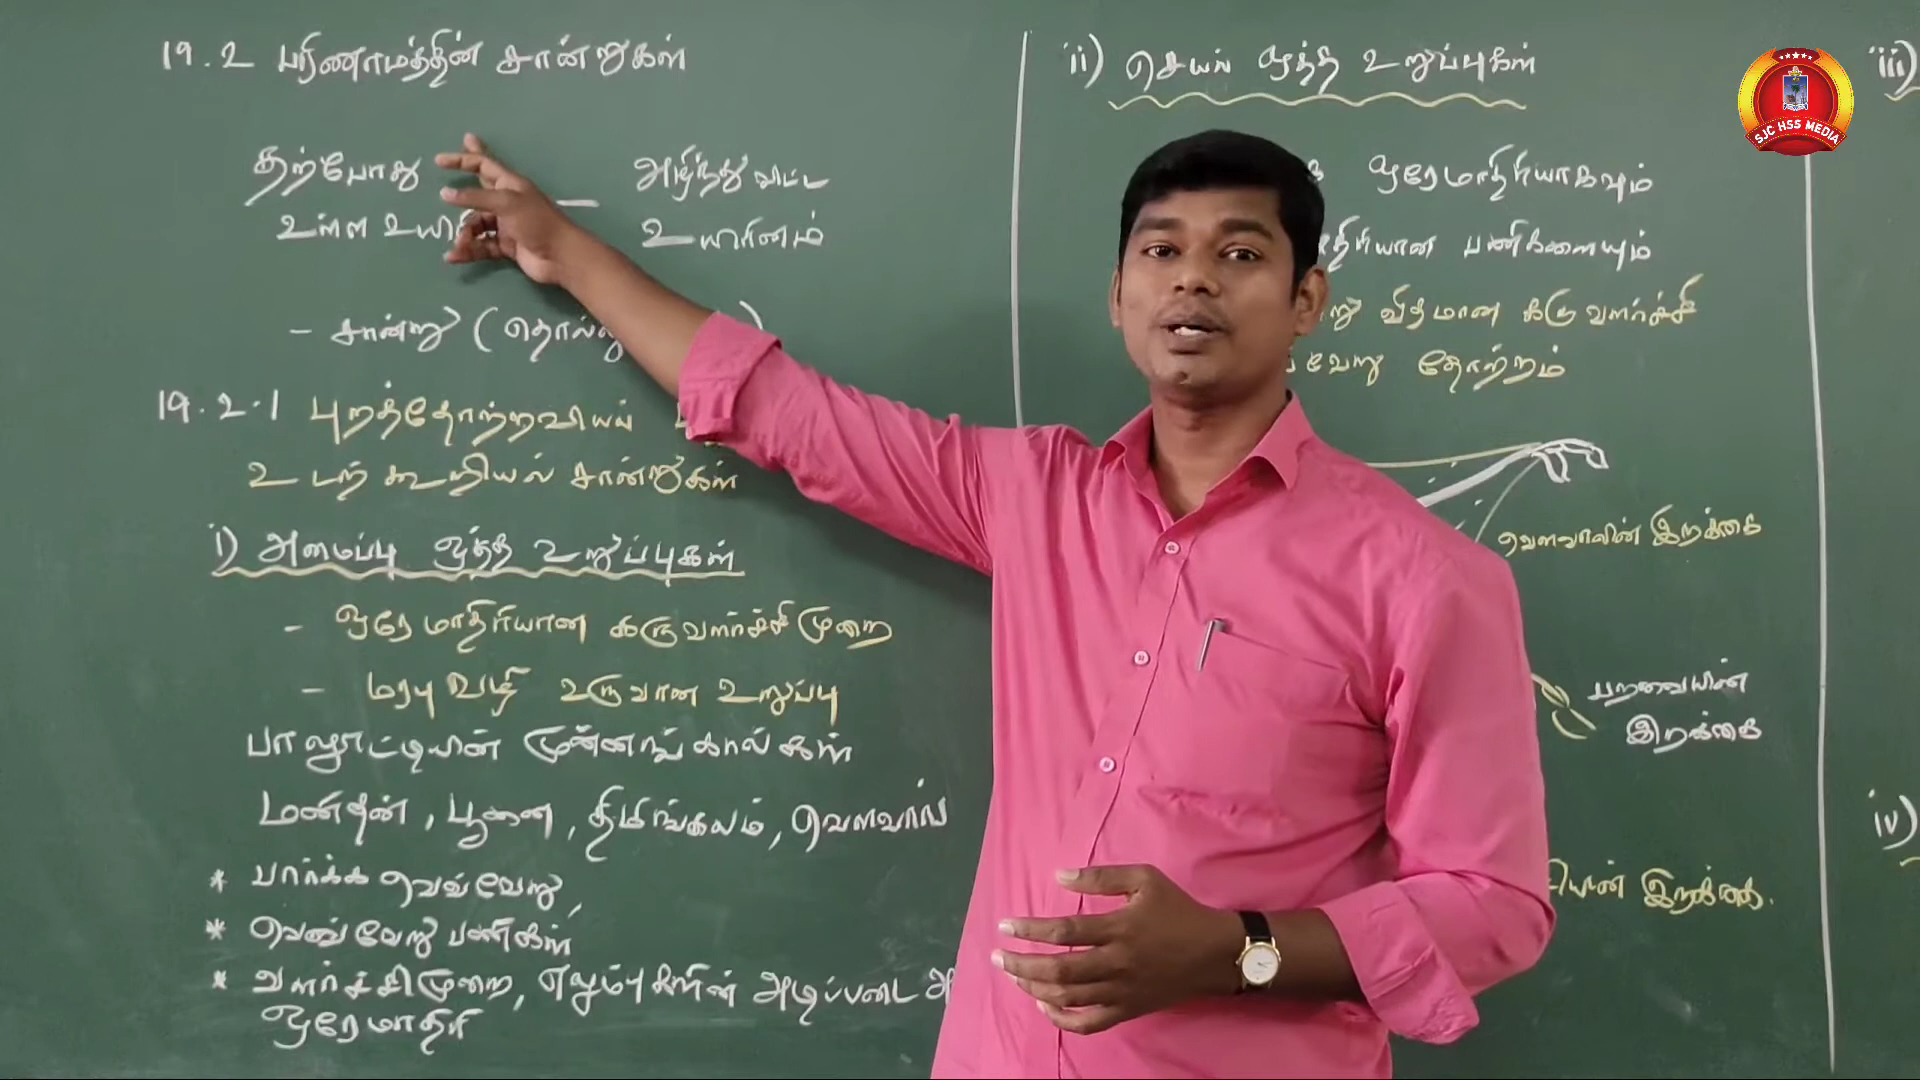 19.2 பரிணாமத்தின் சான்றுகள்
தற்போது — அழிந்துவிட்ட
உள்ள உயிரி உயிரினம்
- சான்று (தொல்லு )
19.2.1 புறத்தோற்றவியல்
உடற் கூறியல் சான்றுகள்
i) அமைப்பு ஒத்த உறுப்புகள்
- ஒரே மாதிரியான கருவளர்ச்சி முறை
- மரபு வழி உருவான உறுப்பு
பாலூட்டியின் முன்னங்கால்கள்
மனிதன், பூனை, திமிங்கலம், வெளவால்
* பார்க்க வெவ்வேறு,
* வெவ்வேறு பணிகள்
* வளர்ச்சி முறை, எலும்புகளின் அடிப்படை அ
ஒரே மாதிரி
ii) செயல் ஒத்த உறுப்புகள்
ஒரேமாதிரியாகவும்
திரியான பணிகளையும்
று விதமான கருவளர்ச்சி
வேறு தோற்றம்
வெளவாலின் இறக்கை
பறவையின்
இறக்கை
யின் இறக்கை.
iii)
iv)
SJC HSS MEDIA